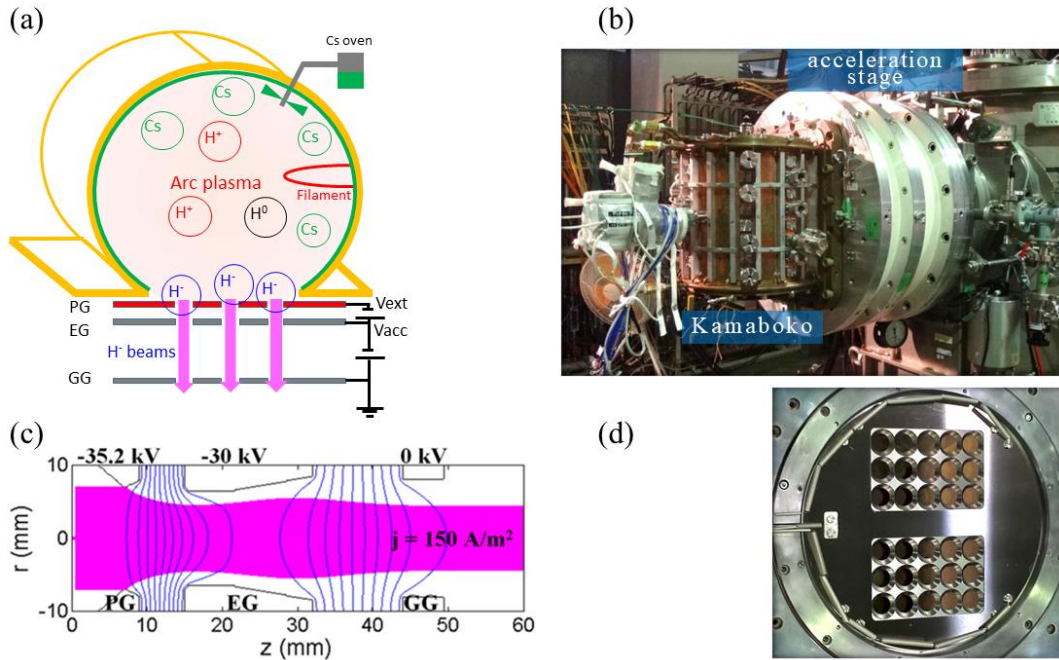 (a)
Cs oven
Cs
Cs
H⁺
Cs
Arc plasma
Filament
H⁺
H⁰
Cs
H⁻
H⁻
H⁻
PG
Vext
EG
Vacc
H⁻ beams
GG
(b)
acceleration
stage
Kamaboko
(c)
-35.2 kV
-30 kV
0 kV
10
5
0
-5
-10
r (mm)
j = 150 A/m²
PG
EG
GG
0
10
20
30
40
50
60
z (mm)
(d)